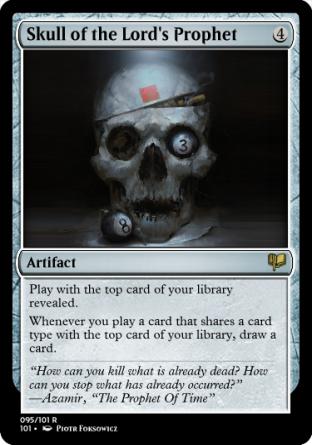 Skull of the Lord's Prophet 4
3
8
Artifact
Play with the top card of your library
revealed.
Whenever you play a card that shares a card
type with the top card of your library, draw a
card.
"How can you kill what is already dead? How
can you stop what has already occurred?"
—Azamir, "The Prophet Of Time"
095/101 R
101 • Piotr Foksowicz